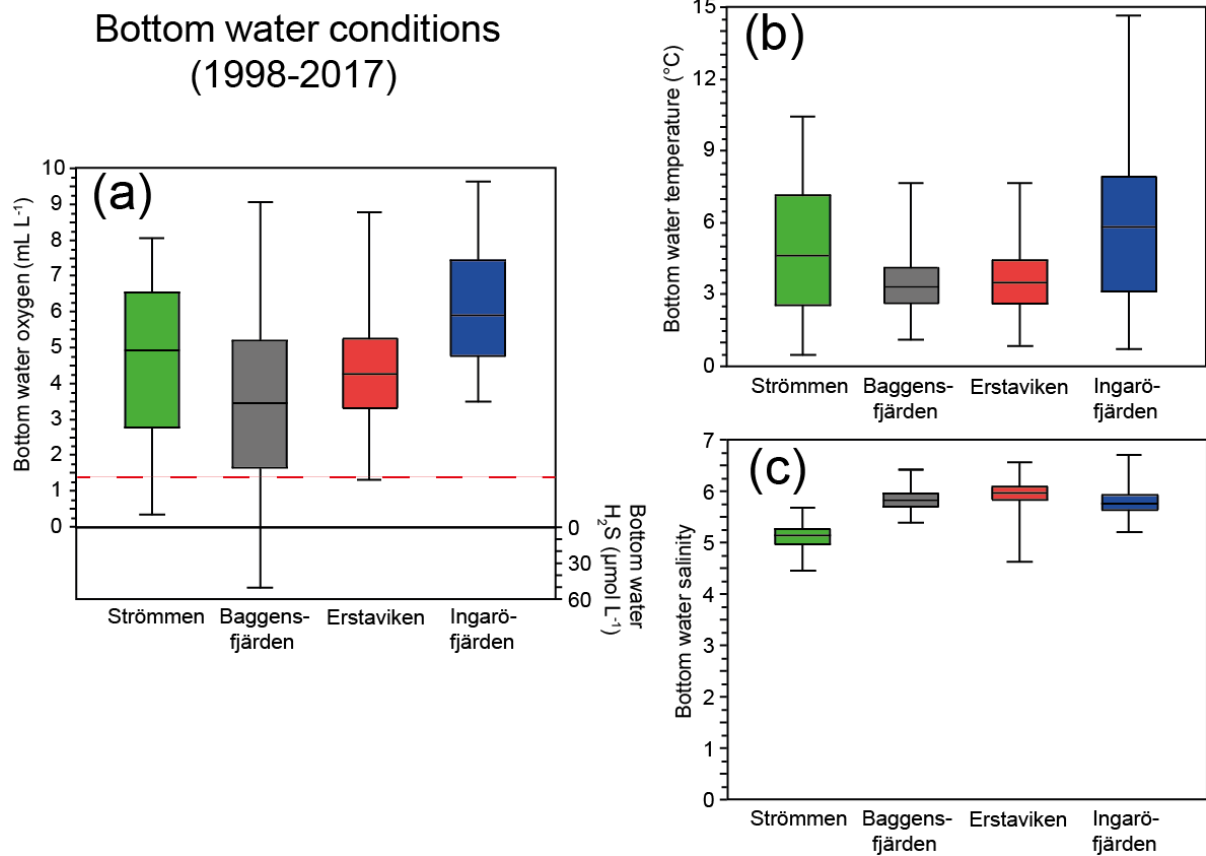 Bottom water conditions
(1998-2017)
(a)
Bottom water oxygen (mL L⁻¹)
10
9
8
7
6
5
4
3
2
1
0
0
30
60
Bottom water
H₂S (µmol L⁻¹)
Strömmen
Baggens-
fjärden
Erstaviken
Ingarö-
fjärden
(b)
Bottom water temperature (°C)
15
12
9
6
3
0
Strömmen
Baggens-
fjärden
Erstaviken
Ingarö-
fjärden
(c)
Bottom water salinity
7
6
5
4
3
2
1
0
Strömmen
Baggens-
fjärden
Erstaviken
Ingarö-
fjärden